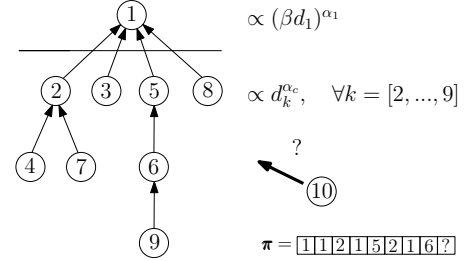 1 ∝ (βd₁)^{α₁}
2 3 5 8 ∝ d_k^{α_c}, ∀k = [2, ..., 9]
?
4 7 6
10
9 π = 1 1 2 1 5 2 1 6 ?